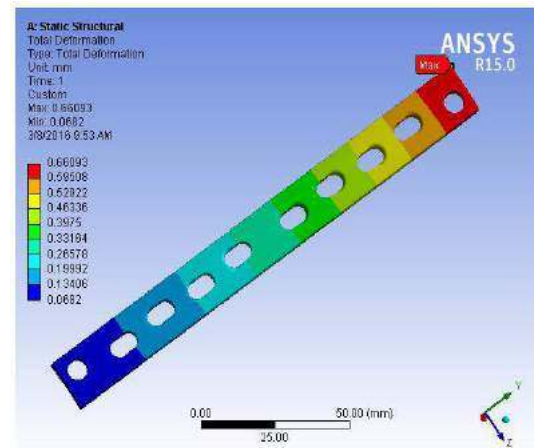 A: Static Structural
Total Deformation
Type: Total Deformation
Unit: mm
Time: 1
Custom
Max: 0.66093
Min: 0.0682
3/8/2016 9:53 AM
0.66093
0.59508
0.52922
0.46336
0.3975
0.33164
0.26578
0.19992
0.13406
0.0682
ANSYS
R15.0
Max
0.00
50.00 (mm)
25.00
Y
Z